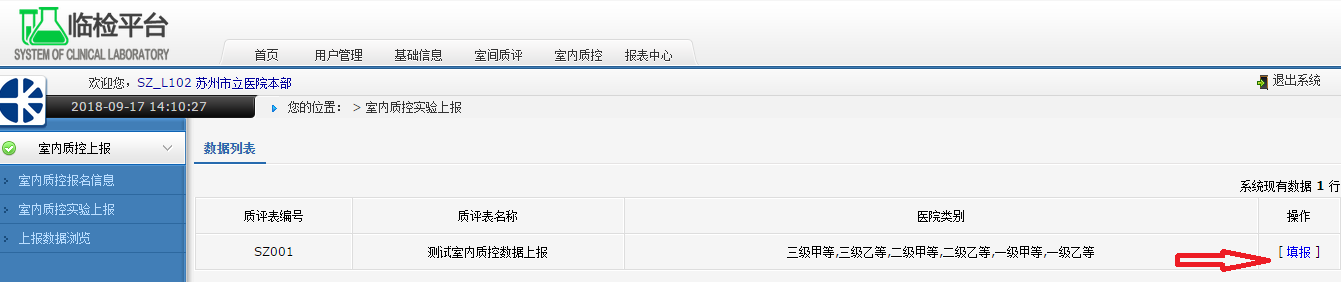 临检平台
SYSTEM OF CLINICAL LABORATORY
首页 用户管理 基础信息 室间质评 室内质控 报表中心
欢迎您，SZ_L102 苏州市立医院本部 退出系统
2018-09-17 14:10:27 您的位置： > 室内质控实验上报
室内质控上报
室内质控报名信息
室内质控实验上报
上报数据浏览
数据列表
系统现有数据 1 行
质评表编号 质评表名称 医院类别 操作
SZ001 测试室内质控数据上报 三级甲等,三级乙等,二级甲等,二级乙等,一级甲等,一级乙等 [ 填报 ]